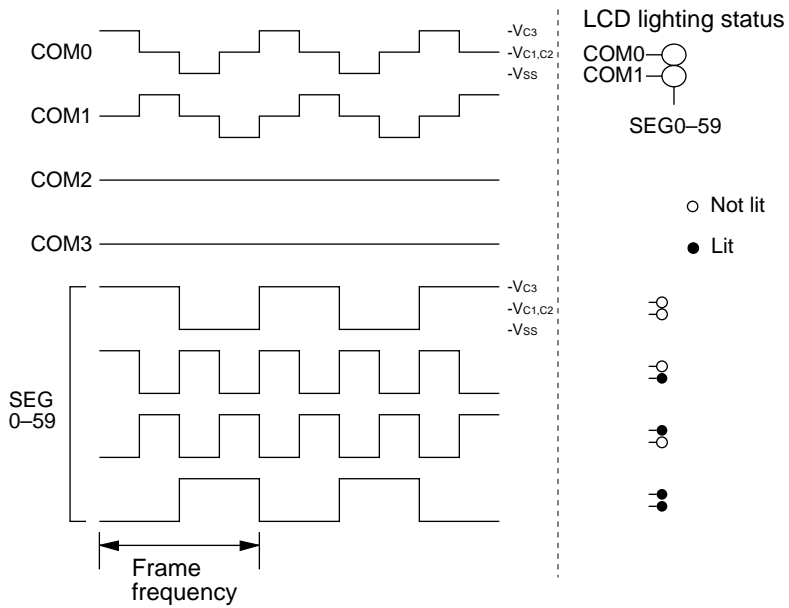 COM0
-VC3
-VC1,C2
-VSS
COM1
COM2
COM3
-VC3
-VC1,C2
-VSS
SEG
0–59
Frame
frequency
LCD lighting status
COM0
COM1
SEG0–59
Not lit
Lit